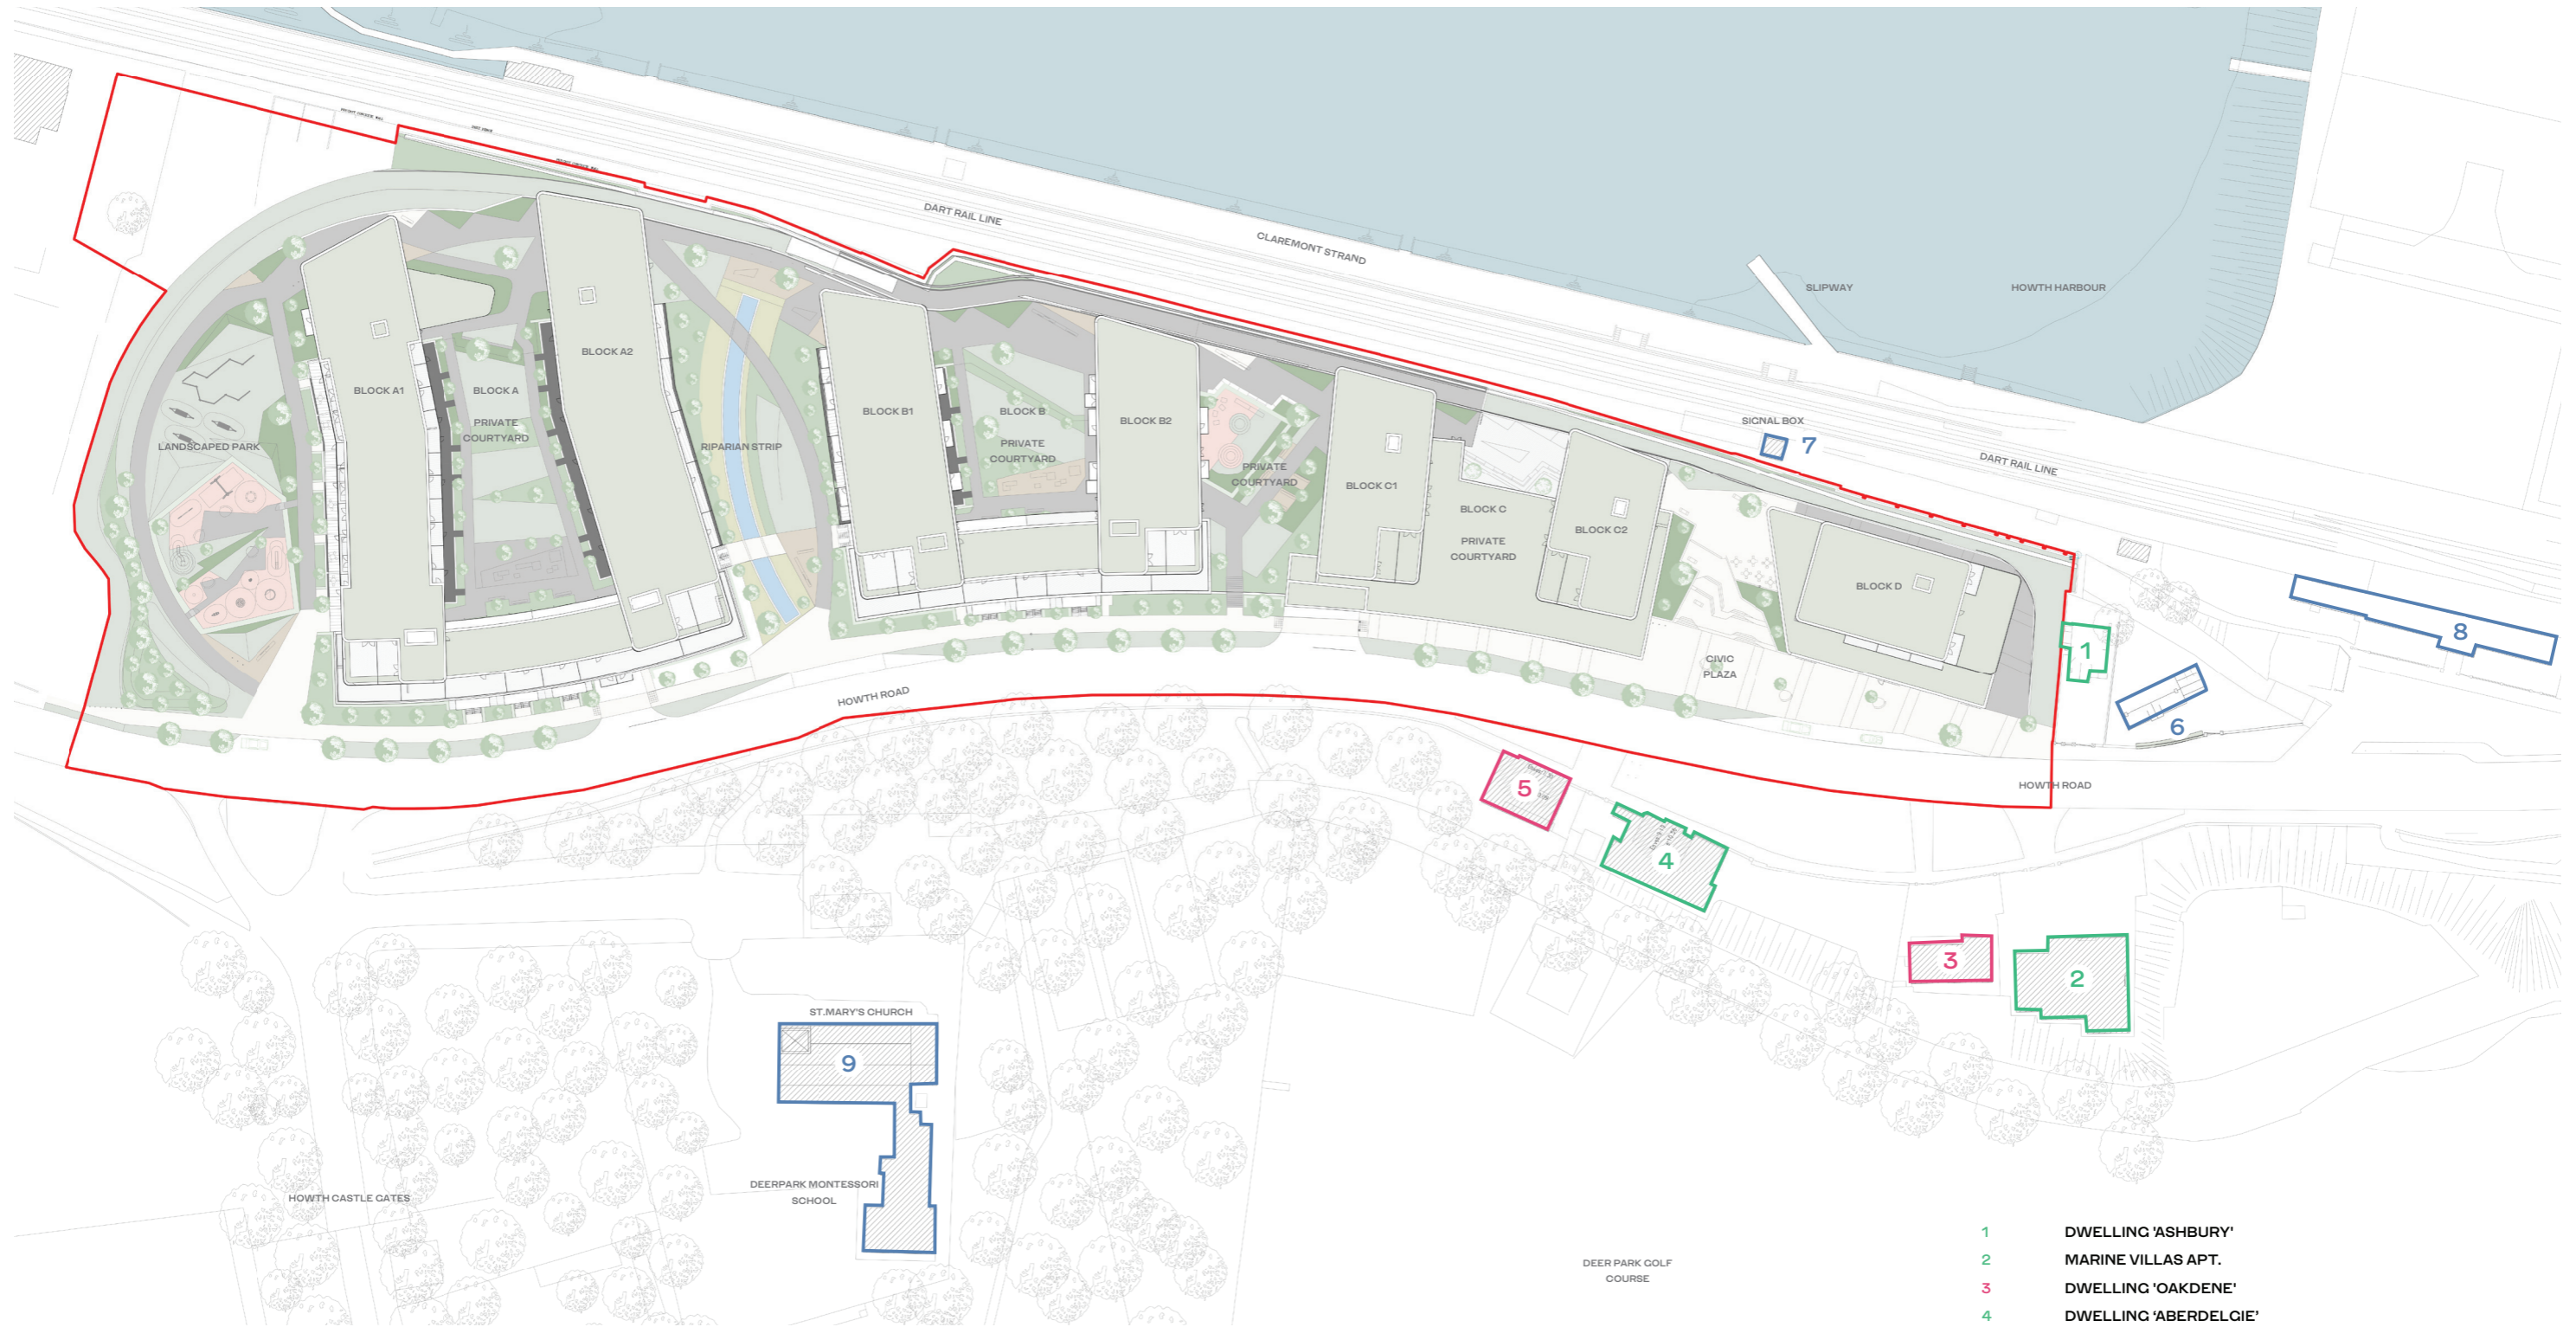 DART RAIL LINE
CLAREMONT STRAND
SLIPWAY
HOWTH HARBOUR
BLOCK A2
BLOCK A1
BLOCK A
PRIVATE
COURTYARD
LANDSCAPED PARK
RIPARIAN STRIP
BLOCK B1
BLOCK B
PRIVATE
COURTYARD
BLOCK B2
PRIVATE
COURTYARD
BLOCK C1
BLOCK C
PRIVATE
COURTYARD
BLOCK C2
SIGNAL BOX
7
DART RAIL LINE
BLOCK D
CIVIC
PLAZA
1
8
6
HOWTH ROAD
HOWTH ROAD
5
4
3
2
ST.MARY'S CHURCH
9
DEERPARK MONTESSORI
SCHOOL
HOWTH CASTLE GATES
DEER PARK GOLF
COURSE
1 DWELLING 'ASHBURY'
2 MARINE VILLAS APT.
3 DWELLING 'OAKDENE'
4 DWELLING ‘ABERDELGIE’